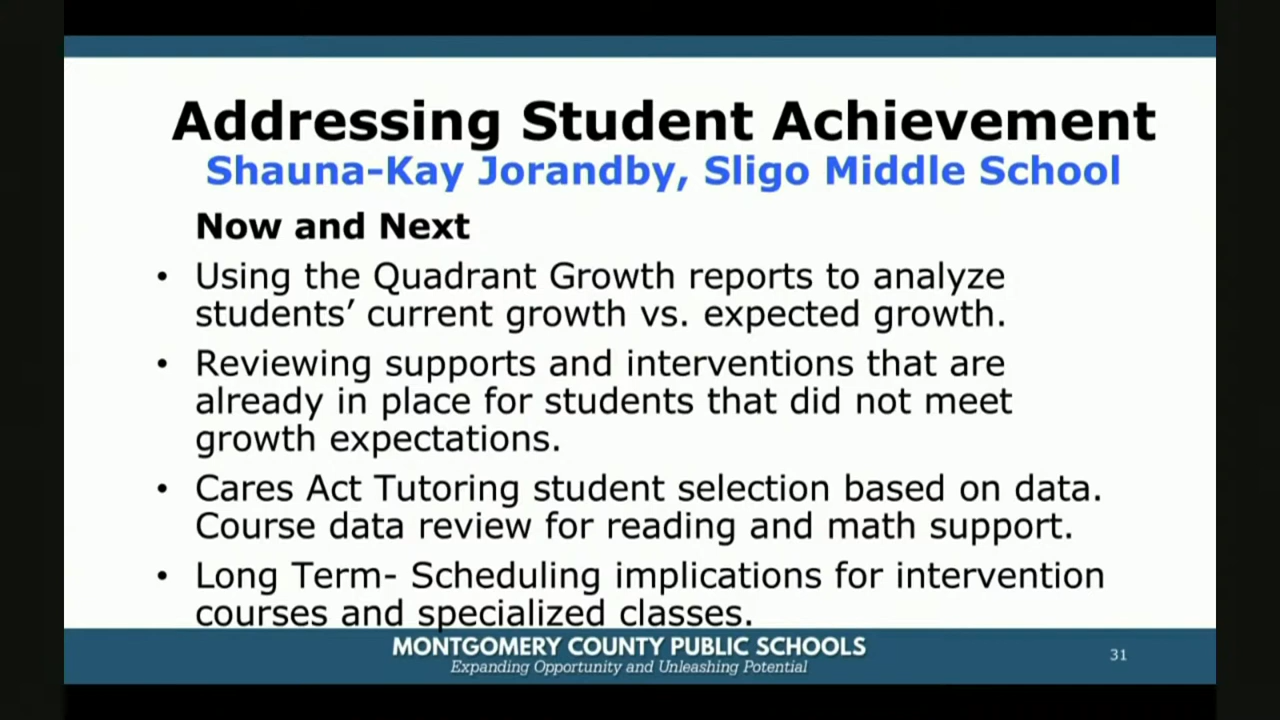 Addressing Student Achievement
Shauna-Kay Jorandby, Sligo Middle School
Now and Next
• Using the Quadrant Growth reports to analyze
students’ current growth vs. expected growth.
• Reviewing supports and interventions that are
already in place for students that did not meet
growth expectations.
• Cares Act Tutoring student selection based on data.
Course data review for reading and math support.
• Long Term- Scheduling implications for intervention
courses and specialized classes.
MONTGOMERY COUNTY PUBLIC SCHOOLS
Expanding Opportunity and Unleashing Potential
31